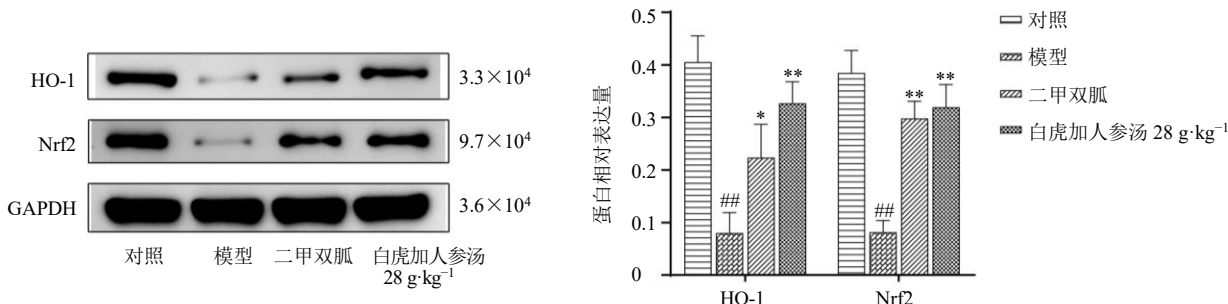 HO-1
3.3×10⁴
Nrf2
9.7×10⁴
GAPDH
3.6×10⁴
对照 模型 二甲双胍 白虎加人参汤
28 g·kg⁻¹
蛋白相对表达量
0.5
0.4
0.3
0.2
0.1
0
##
*
**
##
**
**
HO-1 Nrf2
对照
模型
二甲双胍
白虎加人参汤 28 g·kg⁻¹